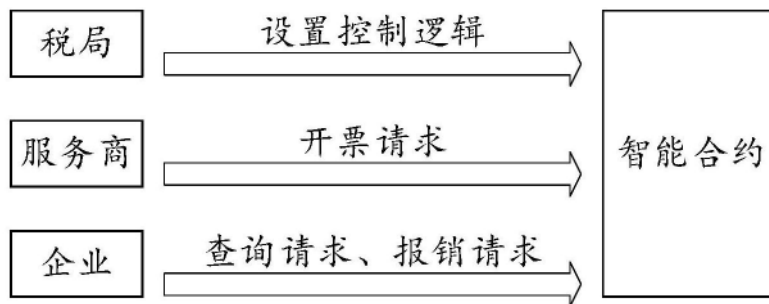 税局
设置控制逻辑
服务商
开票请求
智能合约
企业
查询请求、报销请求